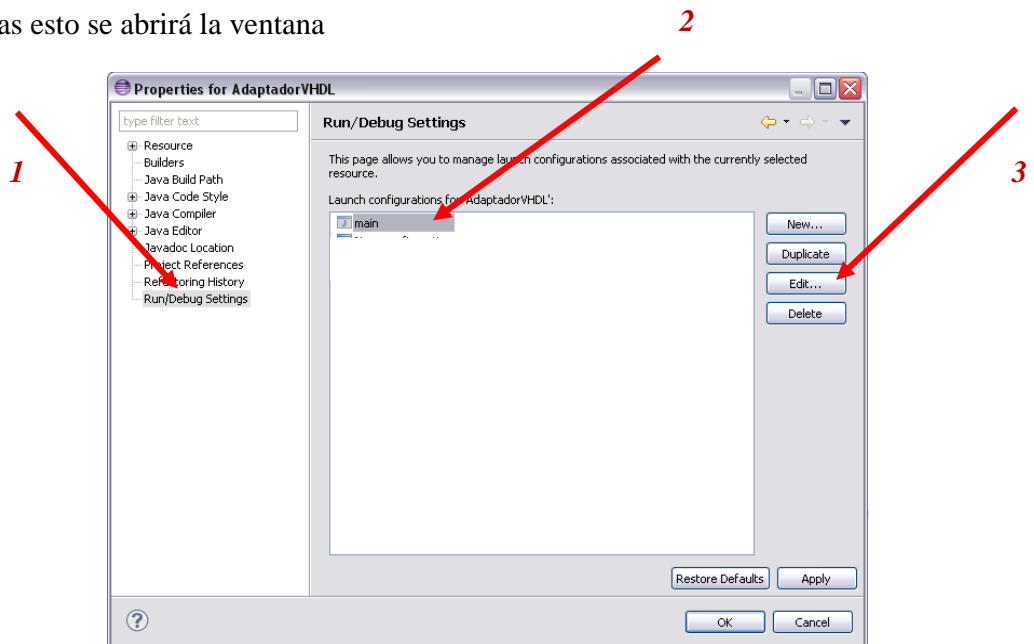 as esto se abrirá la ventana
2
Properties for AdaptadorVHDL
type filter text
Run/Debug Settings
1
3
Resource
Builders
Java Build Path
Java Code Style
Java Compiler
Java Editor
Javadoc Location
Project References
Refactoring History
Run/Debug Settings
This page allows you to manage launch configurations associated with the currently selected
resource.
Launch configurations for 'AdaptadorVHDL':
main
New...
Duplicate
Edit...
Delete
Restore Defaults
Apply
?
OK
Cancel